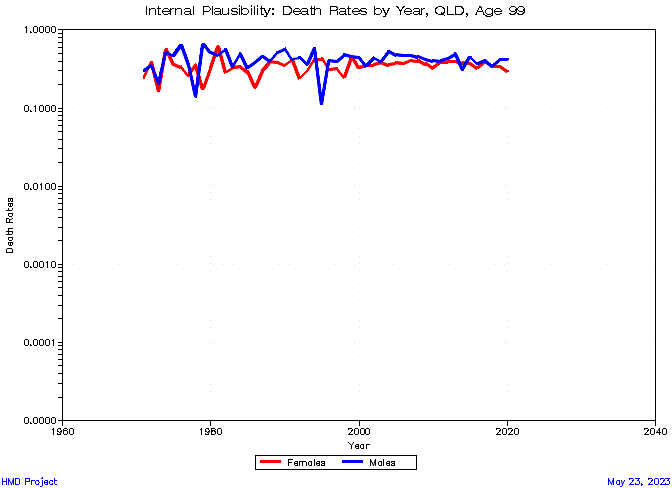 Internal Plausibility: Death Rates by Year, QLD, Age 99
1.0000
0.1000
0.0100
0.0010
0.0001
0.0000
Death Rates
1960
1980
2000
2020
2040
Year
Females
Males
HMD Project
May 23, 2023